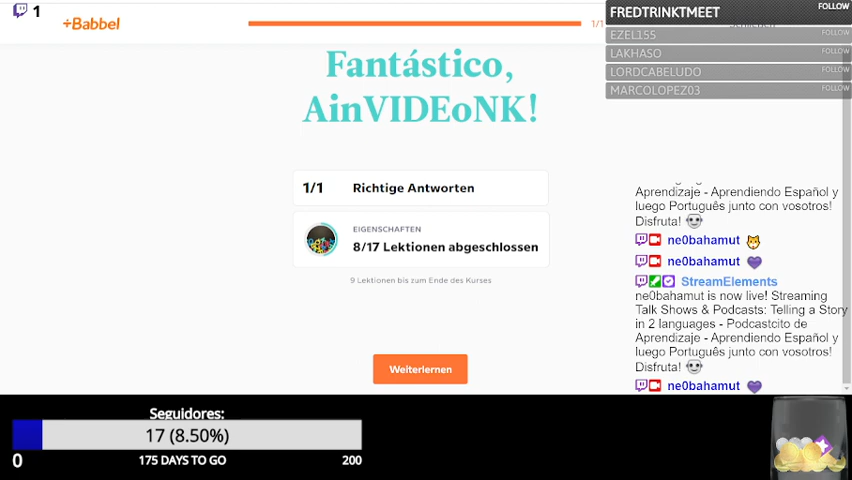 1
+Babbel
1/1
FREDTRINKTMEET FOLLOW
EZEL155 FOLLOW
LAKHASO FOLLOW
LORDCABELUDO FOLLOW
MARCOLOPEZ03 FOLLOW
Fantástico,
AinVIDEoNK!
1/1 Richtige Antworten
EIGENSCHAFTEN
8/17 Lektionen abgeschlossen
9 Lektionen bis zum Ende des Kurses
Weiterlernen
Aprendizaje - Aprendiendo Español y
luego Português junto con vosotros!
Disfruta!
ne0bahamut
ne0bahamut
StreamElements
ne0bahamut is now live! Streaming
Talk Shows & Podcasts: Telling a Story
in 2 languages - Podcastcito de
Aprendizaje - Aprendiendo Español y
luego Português junto con vosotros!
Disfruta!
ne0bahamut
Seguidores:
17 (8.50%)
0 175 DAYS TO GO 200